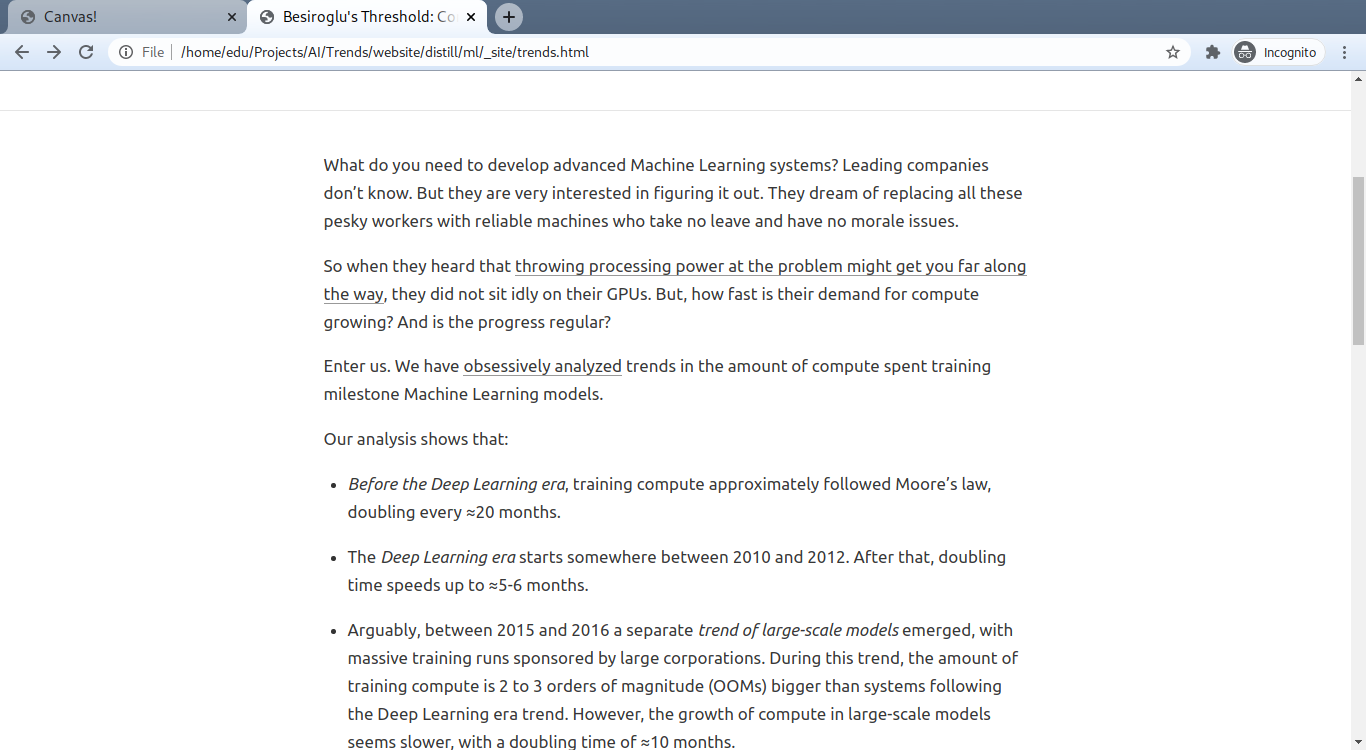 Canvas!
Besiroglu's Threshold: Co
File
/home/edu/Projects/AI/Trends/website/distill/ml/_site/trends.html
Incognito
What do you need to develop advanced Machine Learning systems? Leading companies
don’t know. But they are very interested in figuring it out. They dream of replacing all these
pesky workers with reliable machines who take no leave and have no morale issues.
So when they heard that throwing processing power at the problem might get you far along
the way, they did not sit idly on their GPUs. But, how fast is their demand for compute
growing? And is the progress regular?
Enter us. We have obsessively analyzed trends in the amount of compute spent training
milestone Machine Learning models.
Our analysis shows that:
• Before the Deep Learning era, training compute approximately followed Moore’s law,
doubling every ≈20 months.
• The Deep Learning era starts somewhere between 2010 and 2012. After that, doubling
time speeds up to ≈5-6 months.
• Arguably, between 2015 and 2016 a separate trend of large-scale models emerged, with
massive training runs sponsored by large corporations. During this trend, the amount of
training compute is 2 to 3 orders of magnitude (OOMs) bigger than systems following
the Deep Learning era trend. However, the growth of compute in large-scale models
seems slower, with a doubling time of ≈10 months.